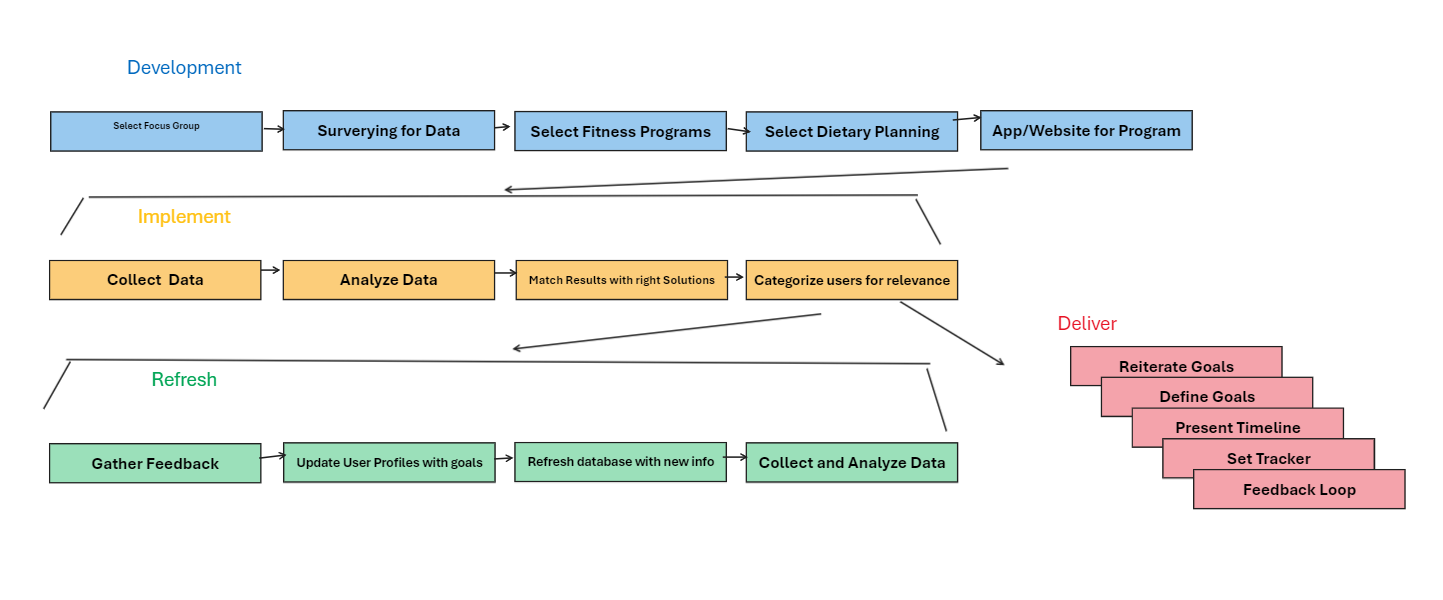 Development
Select Focus Group
Surverying for Data
Select Fitness Programs
Select Dietary Planning
App/Website for Program
Implement
Collect  Data
Analyze Data
Match Results with right Solutions
Categorize users for relevance
Deliver
Reiterate Goals
Define Goals
Present Timeline
Set Tracker
Feedback Loop
Refresh
Gather Feedback
Update User Profiles with goals
Refresh database with new info
Collect and Analyze Data